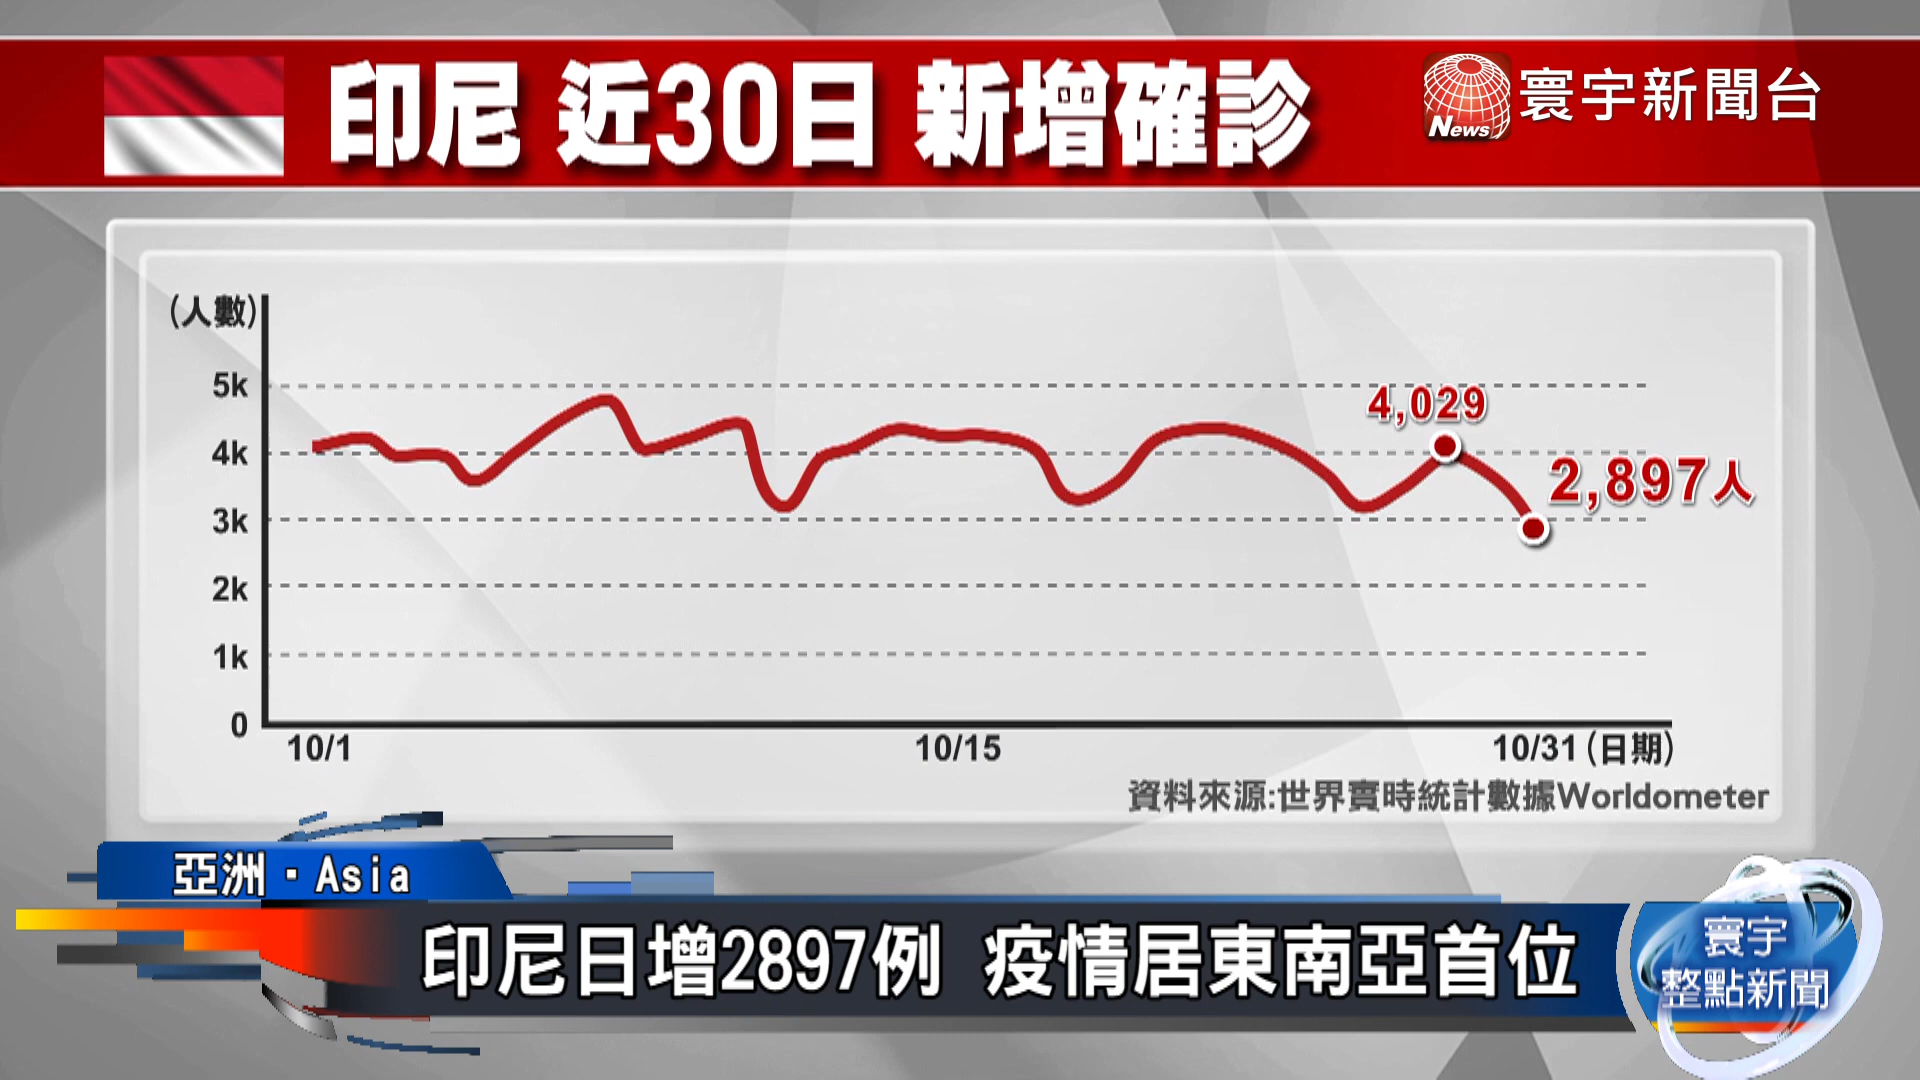 印尼 近30日 新增確診
News 寰宇新聞台
(人數)
5k
4k
3k
2k
1k
0
4,029
2,897人
10/1 10/15 10/31 (日期)
資料來源:世界實時統計數據Worldometer
亞洲·Asia
印尼日增2897例 疫情居東南亞首位
寰宇
整點新聞